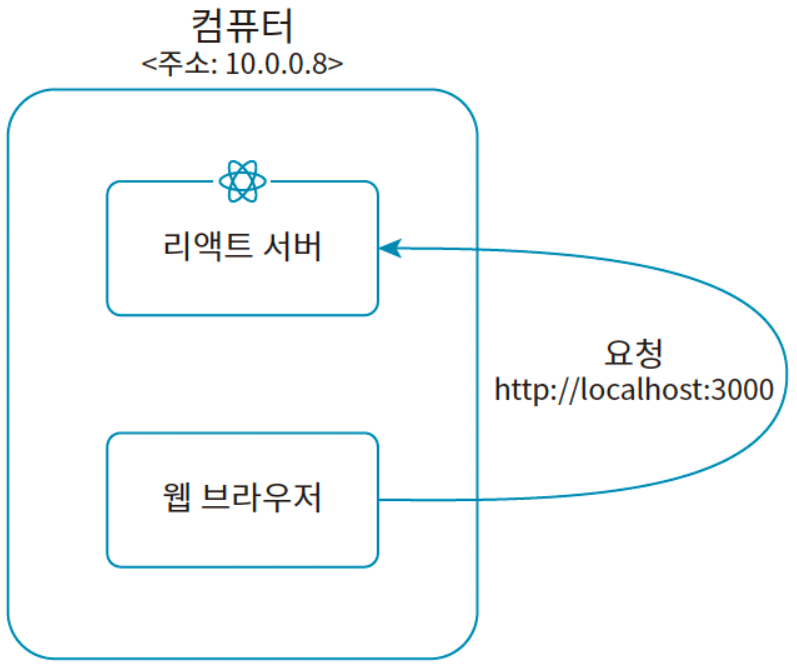 컴퓨터
<주소: 10.0.0.8>
리액트 서버
요청
http://localhost:3000
웹 브라우저